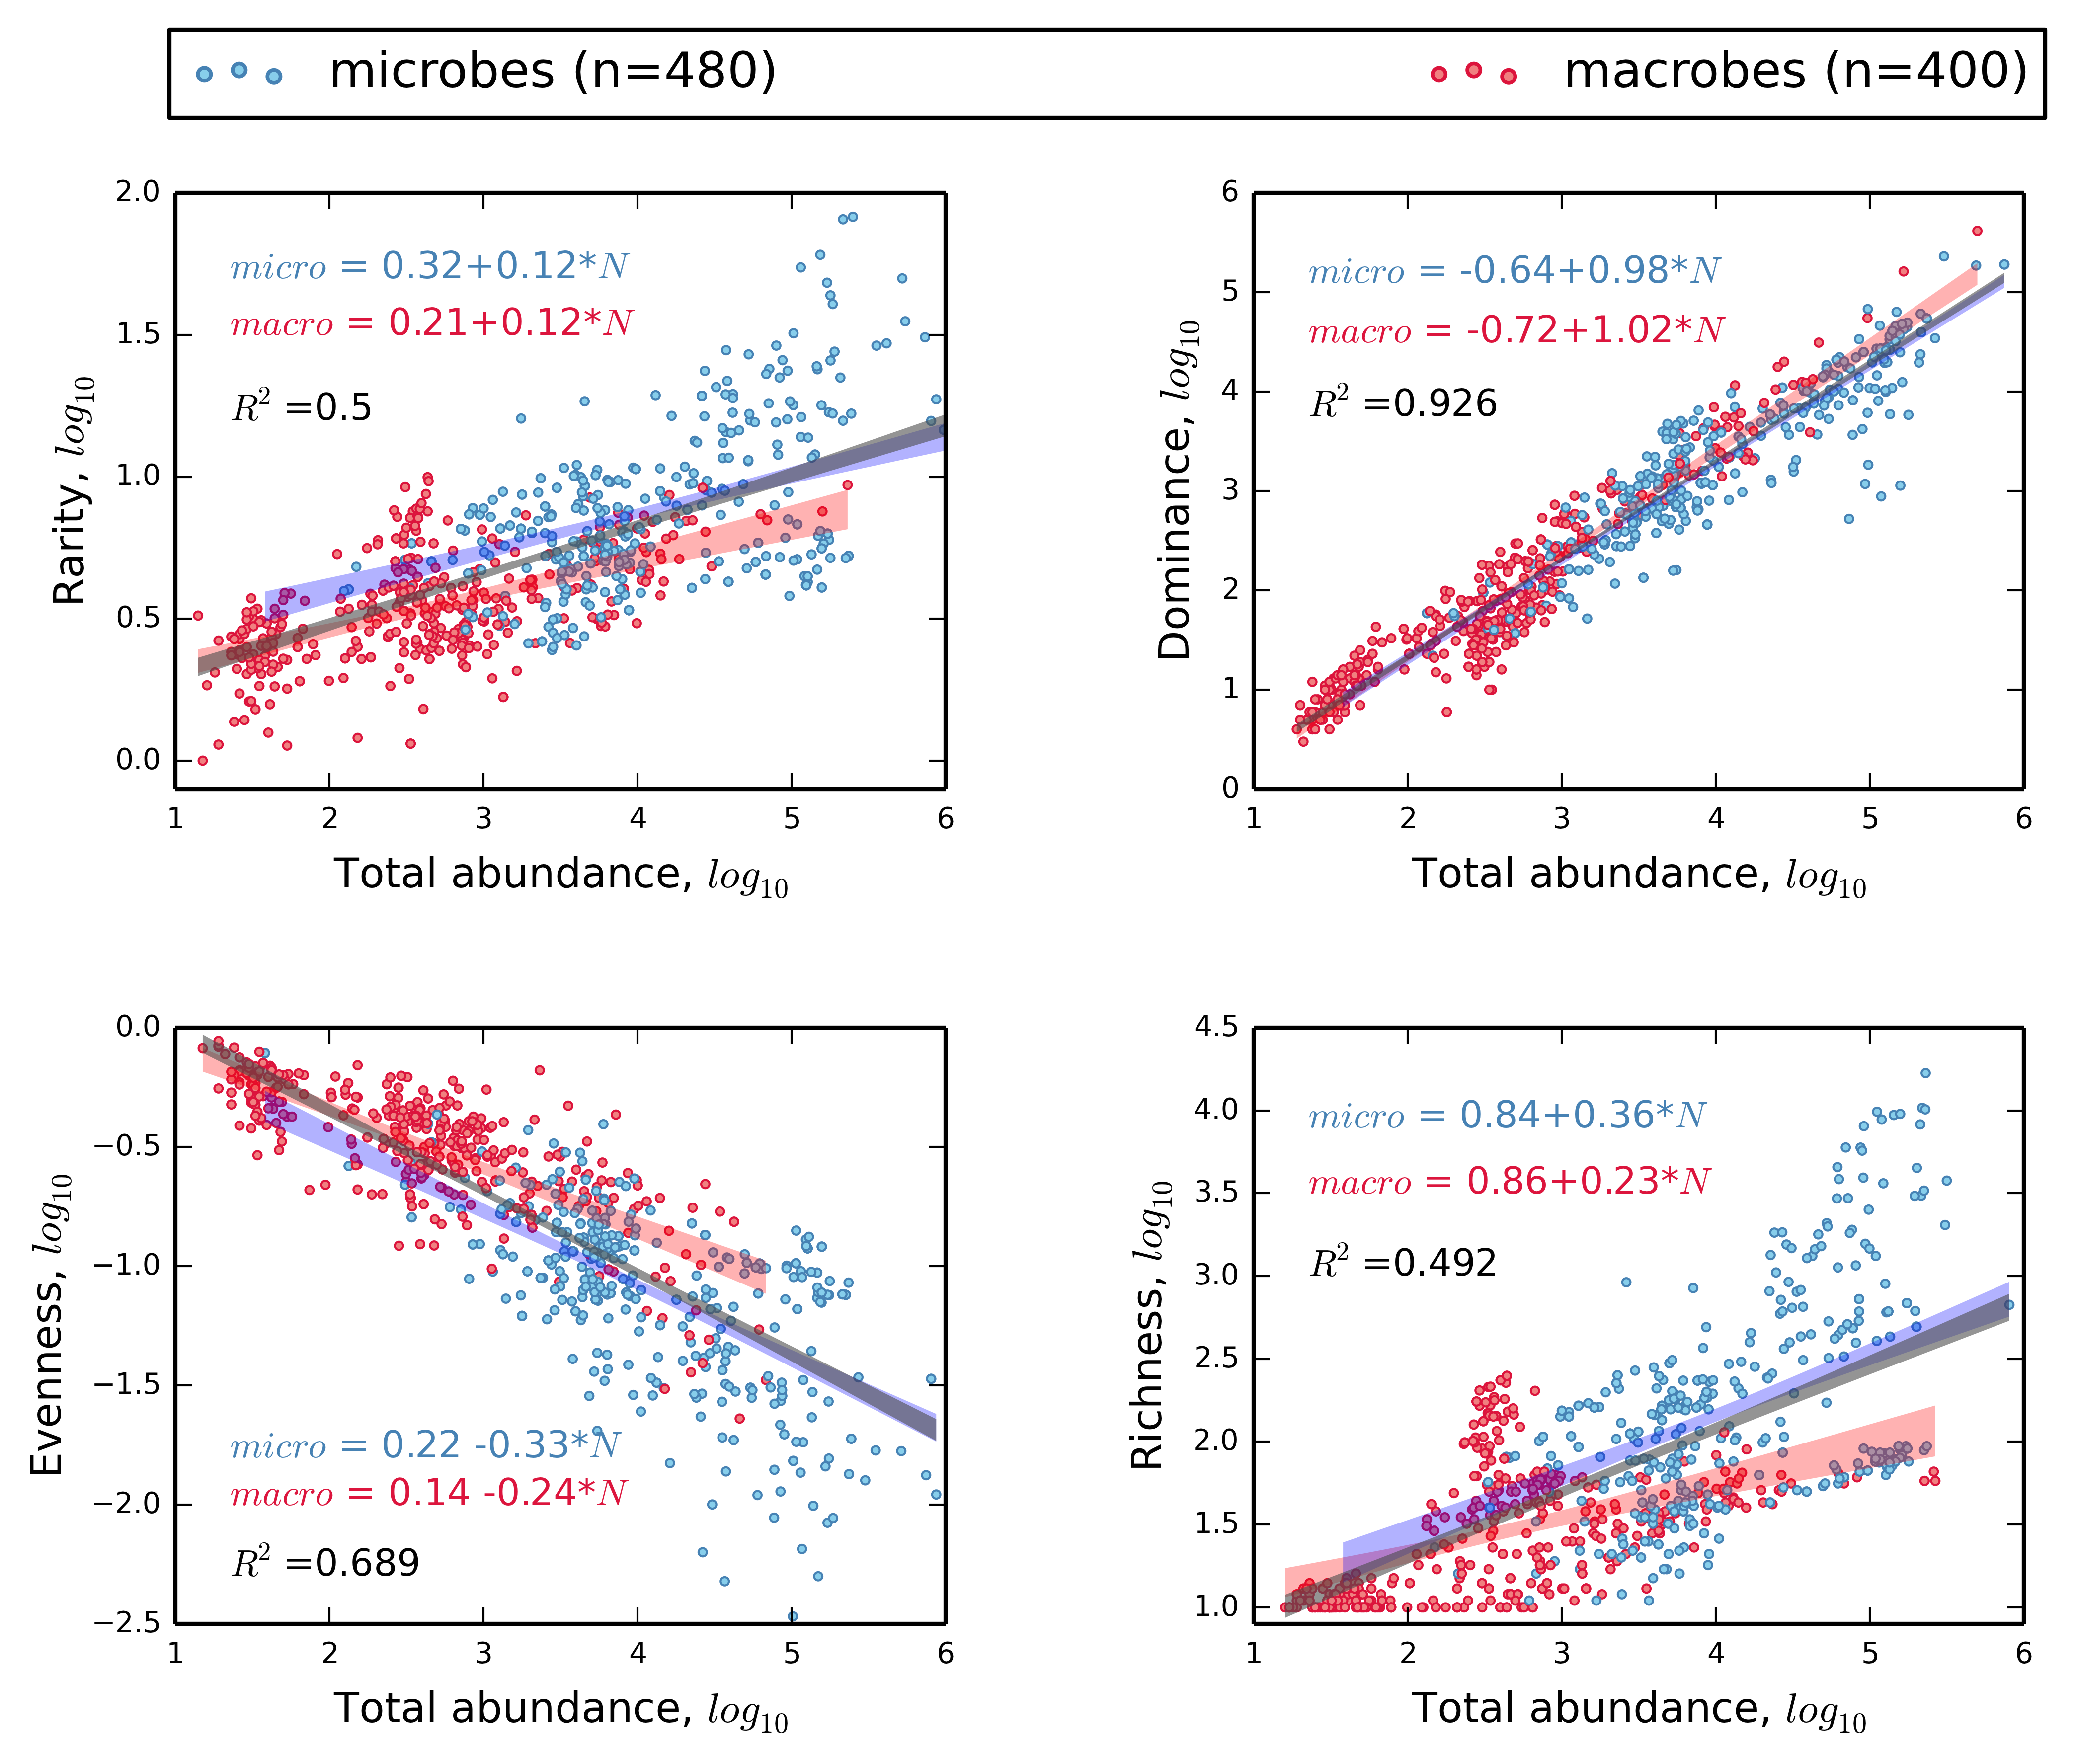 microbes (n=480) macrobes (n=400)
2.0
1.5
1.0
0.5
0.0
Rarity, log10
micro = 0.32+0.12*N
macro = 0.21+0.12*N
R² =0.5
1 2 3 4 5 6
Total abundance, log10
6
5
4
3
2
1
0
Dominance, log10
micro = -0.64+0.98*N
macro = -0.72+1.02*N
R² =0.926
1 2 3 4 5 6
Total abundance, log10
0.0
−0.5
−1.0
−1.5
−2.0
−2.5
Evenness, log10
micro = 0.22 -0.33*N
macro = 0.14 -0.24*N
R² =0.689
1 2 3 4 5 6
Total abundance, log10
4.5
4.0
3.5
3.0
2.5
2.0
1.5
1.0
Richness, log10
micro = 0.84+0.36*N
macro = 0.86+0.23*N
R² =0.492
1 2 3 4 5 6
Total abundance, log10